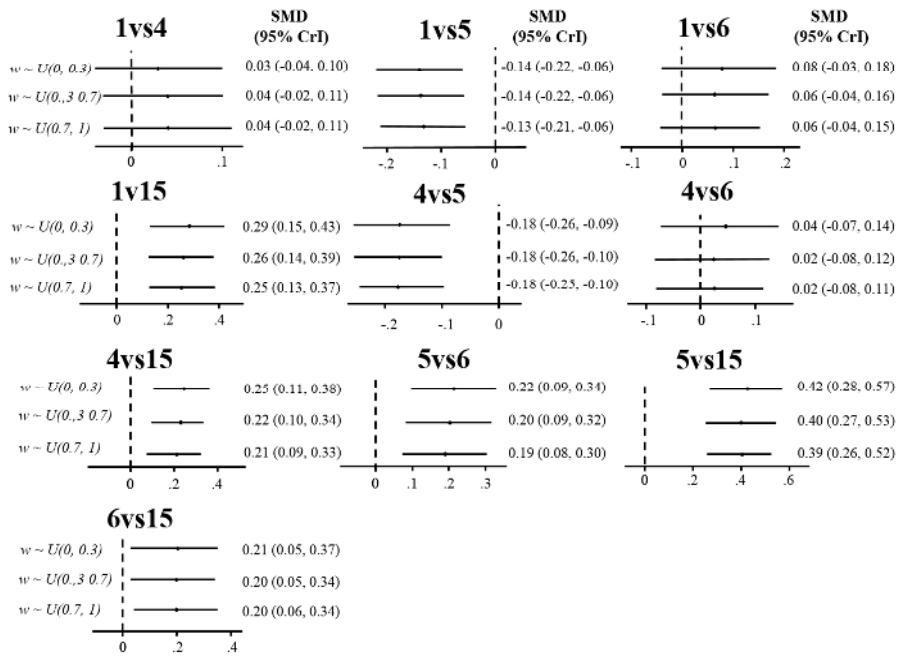 1vs4 SMD (95% CrI)
w ~ U(0, 0.3) 0.03 (-0.04, 0.10)
w ~ U(0.,3 0.7) 0.04 (-0.02, 0.11)
w ~ U(0.7, 1) 0.04 (-0.02, 0.11)
0 .1
1vs5 SMD (95% CrI)
-0.14 (-0.22, -0.06)
-0.14 (-0.22, -0.06)
-0.13 (-0.21, -0.06)
-.2 -.1 0
1vs6 SMD (95% CrI)
0.08 (-0.03, 0.18)
0.06 (-0.04, 0.16)
0.06 (-0.04, 0.15)
-0.1 0 .1 .2
1v15
w ~ U(0, 0.3) 0.29 (0.15, 0.43)
w ~ U(0.,3 0.7) 0.26 (0.14, 0.39)
w ~ U(0.7, 1) 0.25 (0.13, 0.37)
0 .2 .4
4vs5
-0.18 (-0.26, -0.09)
-0.18 (-0.26, -0.10)
-0.18 (-0.25, -0.10)
-.2 -.1 0
4vs6
0.04 (-0.07, 0.14)
0.02 (-0.08, 0.12)
0.02 (-0.08, 0.11)
-0.1 0 .1
4vs15
w ~ U(0, 0.3) 0.25 (0.11, 0.38)
w ~ U(0.,3 0.7) 0.22 (0.10, 0.34)
w ~ U(0.7, 1) 0.21 (0.09, 0.33)
0 .2 .4
5vs6
0.22 (0.09, 0.34)
0.20 (0.09, 0.32)
0.19 (0.08, 0.30)
0 .1 .2 .3
5vs15
0.42 (0.28, 0.57)
0.40 (0.27, 0.53)
0.39 (0.26, 0.52)
0 .2 .4 .6
6vs15
w ~ U(0, 0.3) 0.21 (0.05, 0.37)
w ~ U(0.,3 0.7) 0.20 (0.05, 0.34)
w ~ U(0.7, 1) 0.20 (0.06, 0.34)
0 .2 .4